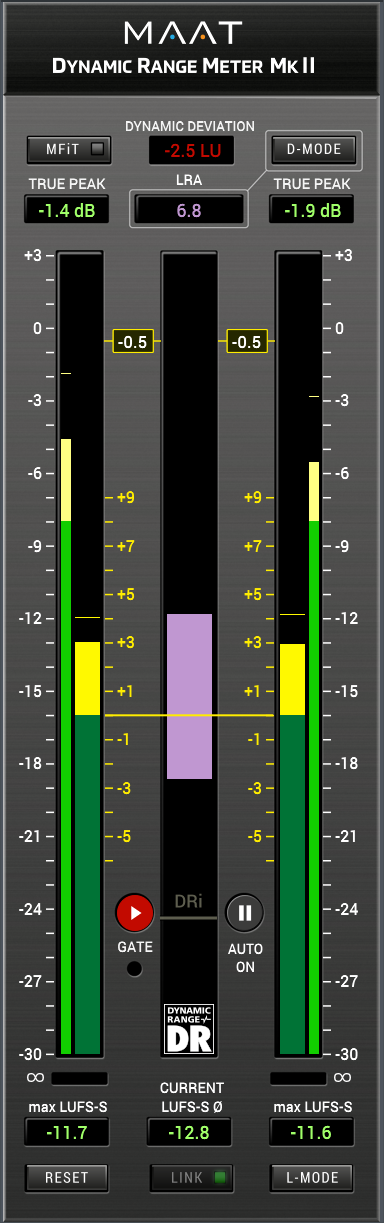 MAAT
DYNAMIC RANGE METER MK II
DYNAMIC DEVIATION
MFiT
-2.5 LU
D-MODE
TRUE PEAK
LRA
TRUE PEAK
-1.4 dB
6.8
-1.9 dB
+3 +3
0 -0.5 -0.5 0
-3 -3
-6 -6
+9 +9
-9 +7 +7 -9
+5 +5
-12 -12
+3 +3
-15 +1 +1 -15
-1 -1
-18 -18
-3 -3
-21 -5 -5 -21
DRi
-24 -24
GATE AUTO
ON
-27 -27
DYNAMIC
RANGE
DR
-30 -30
∞ ∞
CURRENT
max LUFS-S LUFS-S Ø max LUFS-S
-11.7 -12.8 -11.6
RESET LINK L-MODE